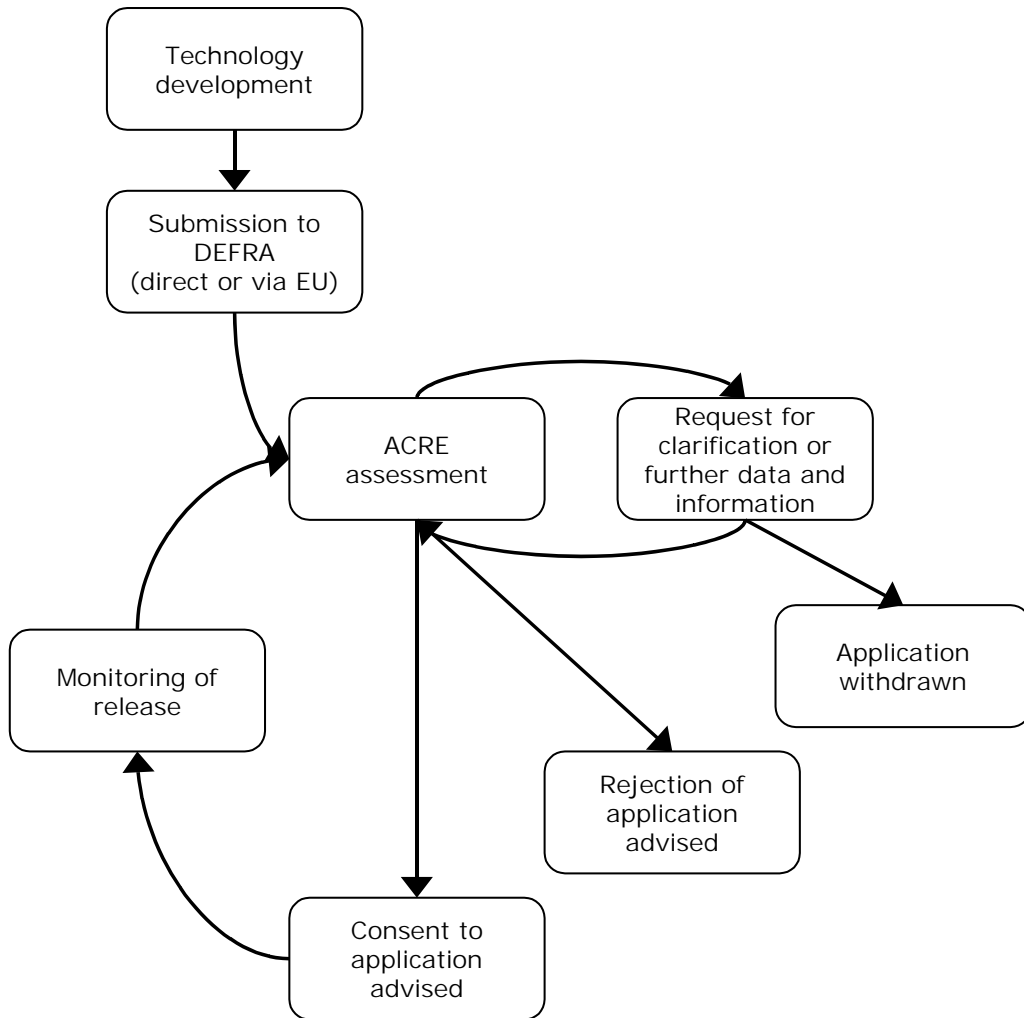 Technology
development
Submission to
DEFRA
(direct or via EU)
ACRE
assessment
Request for
clarification or
further data and
information
Application
withdrawn
Monitoring of
release
Rejection of
application
advised
Consent to
application
advised